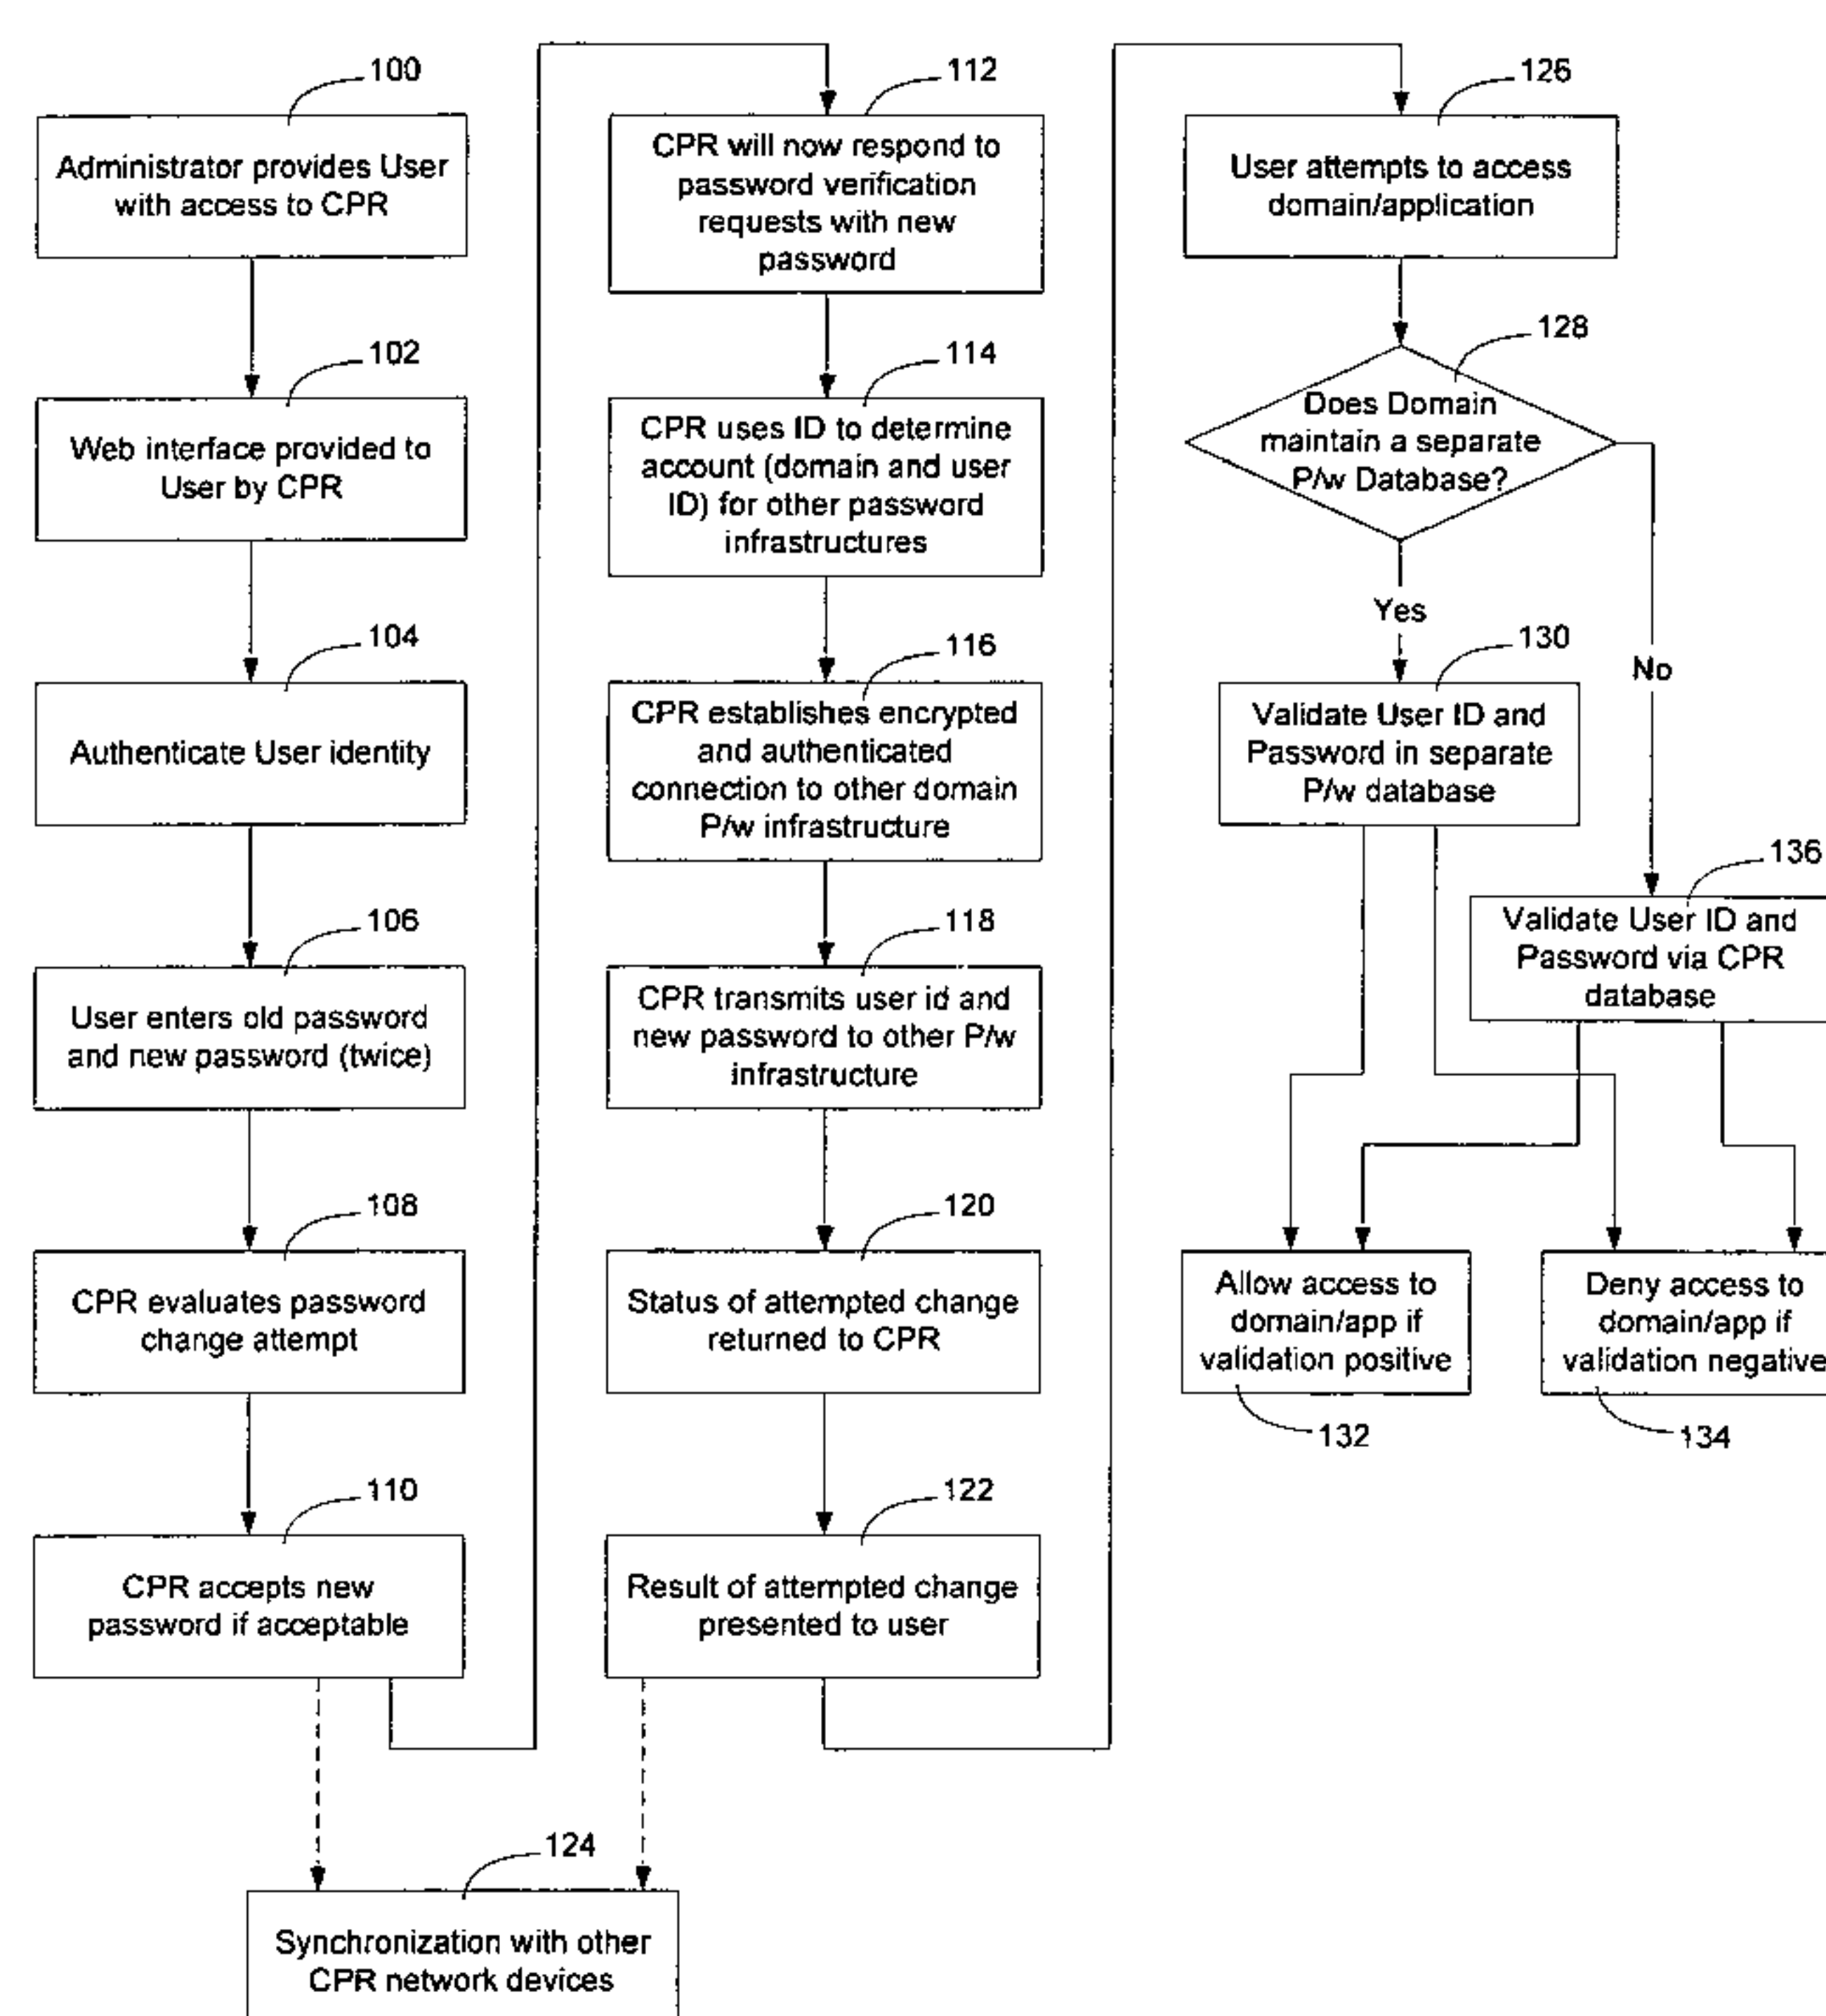 100
Administrator provides User
with access to CPR
102
Web interface provided to
User by CPR
104
Authenticate User identity
106
User enters old password
and new password (twice)
108
CPR evaluates password
change attempt
110
CPR accepts new
password if acceptable
112
CPR will now respond to
password verification
requests with new
password
114
CPR uses ID to determine
account (domain and user
ID) for other password
infrastructures
116
CPR establishes encrypted
and authenticated
connection to other domain
P/w infrastructure
118
CPR transmits user id and
new password to other P/w
infrastructure
120
Status of attempted change
returned to CPR
122
Result of attempted change
presented to user
124
Synchronization with other
CPR network devices
126
User attempts to access
domain/application
128
Does Domain
maintain a separate
P/w Database?
Yes
No
130
Validate User ID and
Password in separate
P/w database
136
Validate User ID and
Password via CPR
database
Allow access to
domain/app if
validation positive
132
Deny access to
domain/app if
validation negative
134